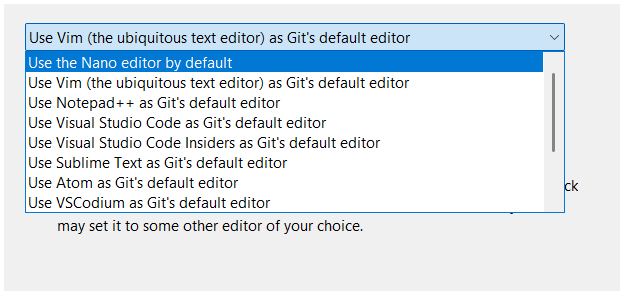 Use Vim (the ubiquitous text editor) as Git's default editor
Use the Nano editor by default
Use Vim (the ubiquitous text editor) as Git's default editor
Use Notepad++ as Git's default editor
Use Visual Studio Code as Git's default editor
Use Visual Studio Code Insiders as Git's default editor
Use Sublime Text as Git's default editor
Use Atom as Git's default editor
Use VSCodium as Git's default editor
may set it to some other editor of your choice.